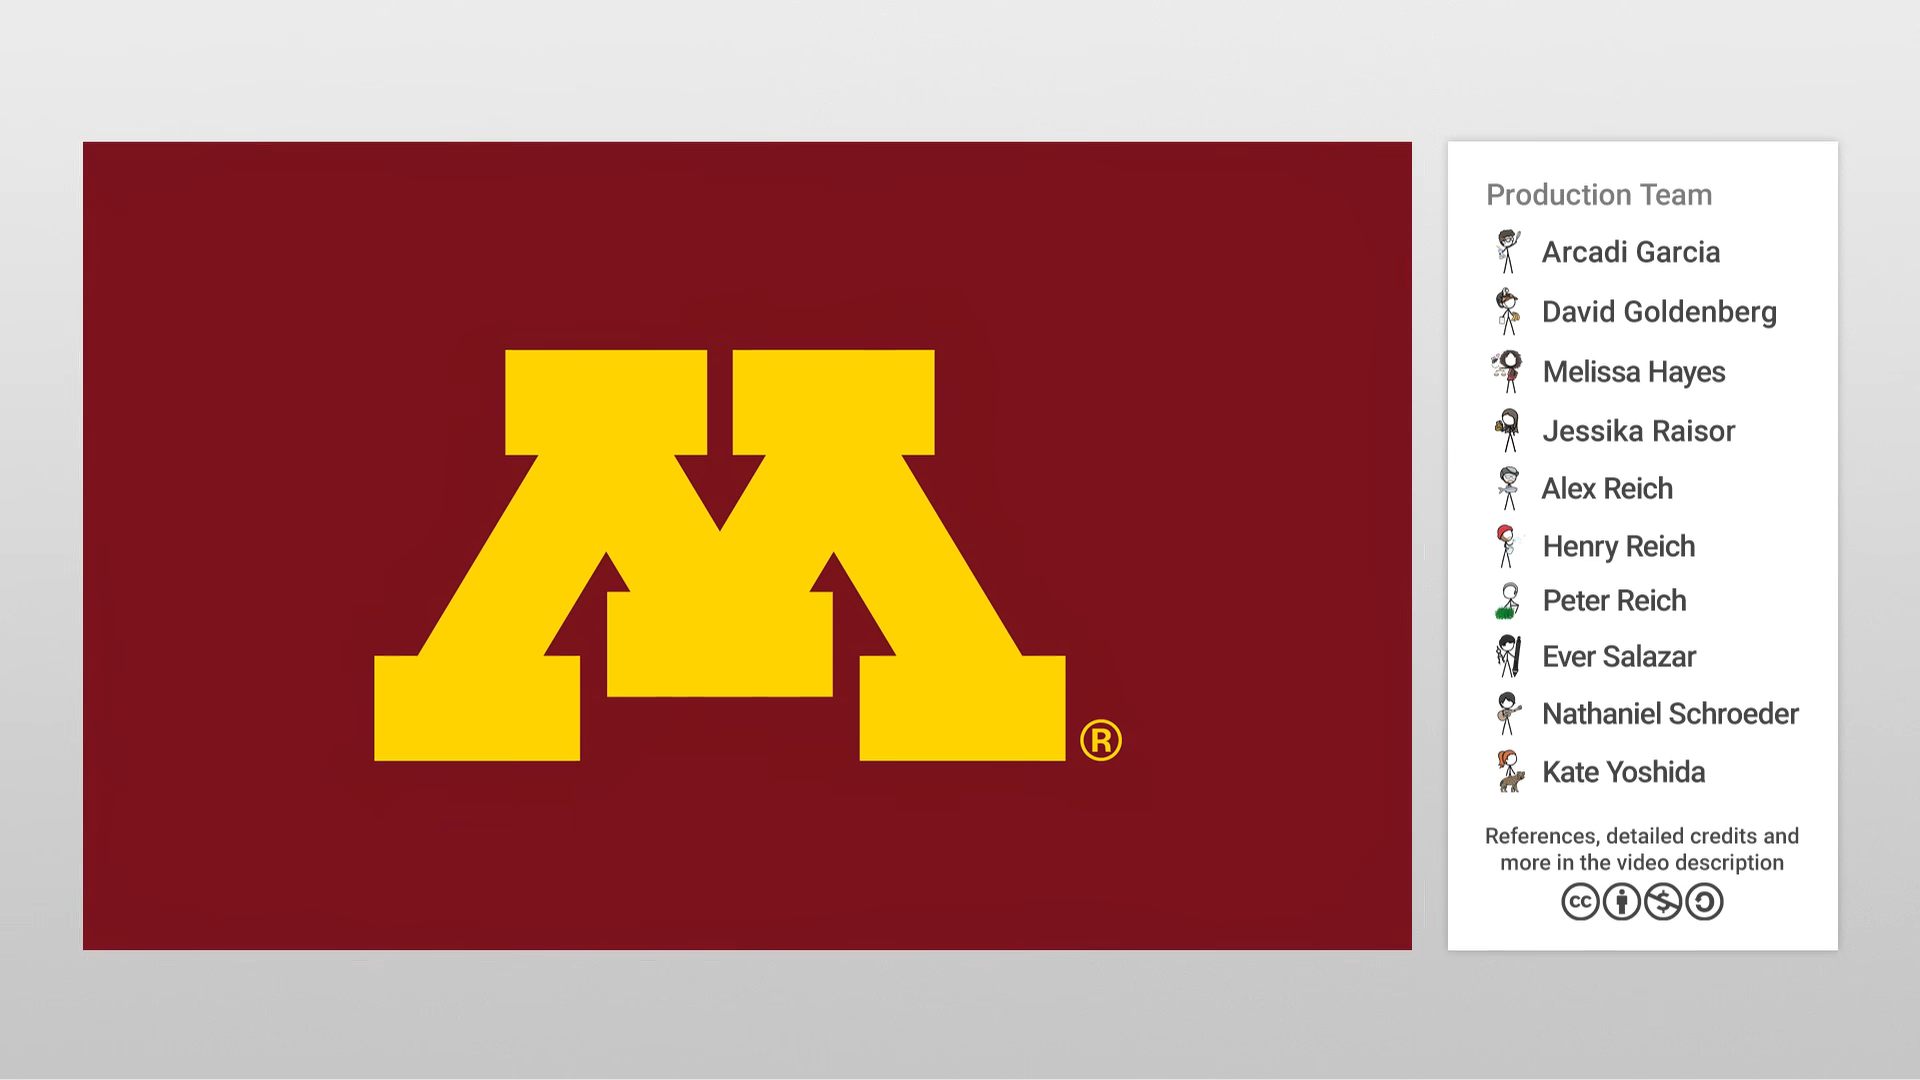 M
®
Production Team
Arcadi Garcia
David Goldenberg
Melissa Hayes
Jessika Raisor
Alex Reich
Henry Reich
Peter Reich
Ever Salazar
Nathaniel Schroeder
Kate Yoshida
References, detailed credits and
more in the video description
cc